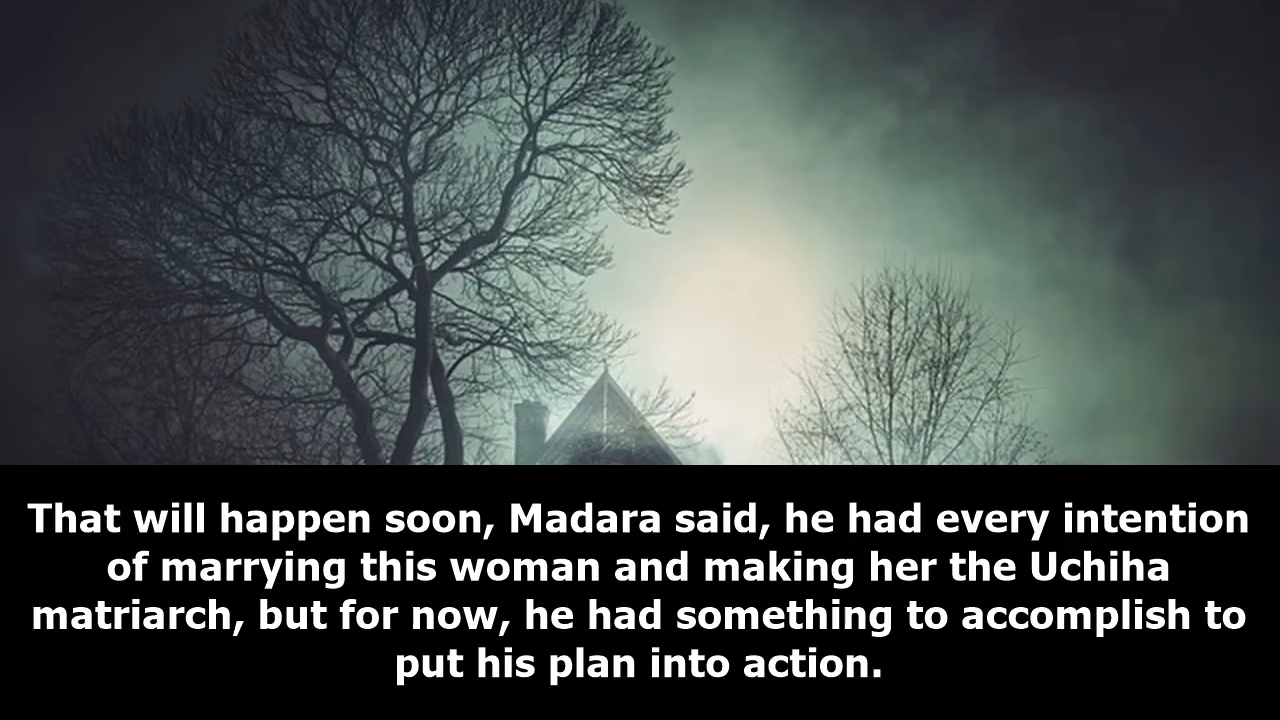 That will happen soon, Madara said, he had every intention
of marrying this woman and making her the Uchiha
matriarch, but for now, he had something to accomplish to
put his plan into action.